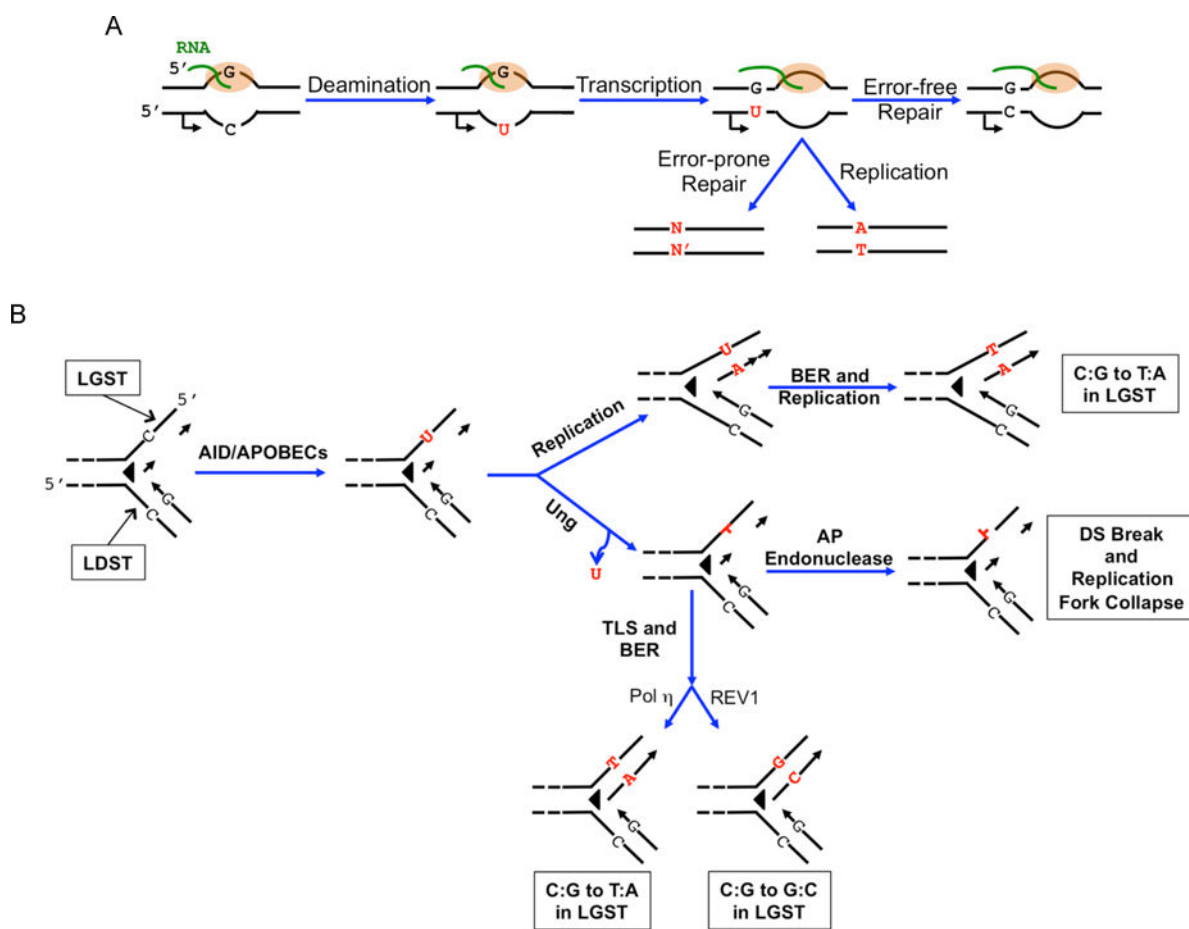 A
RNA
5′ G
Deamination
G
Transcription
G
Error-free
Repair
G
5′
C
U
U
C
Error-prone
Repair
Replication
N
N′
A
T
B
LGST
5′
C
AID/APOBECs
U
Replication
U
A
G
C
BER and
Replication
T
A
G
C
C:G to T:A
in LGST
5′
G
C
G
C
LDST
Ung
U
G
C
AP
Endonuclease
G
C
DS Break
and
Replication
Fork Collapse
TLS and
BER
Pol η
REV1
T
A
G
C
G
C
G
C
C:G to T:A
in LGST
C:G to G:C
in LGST